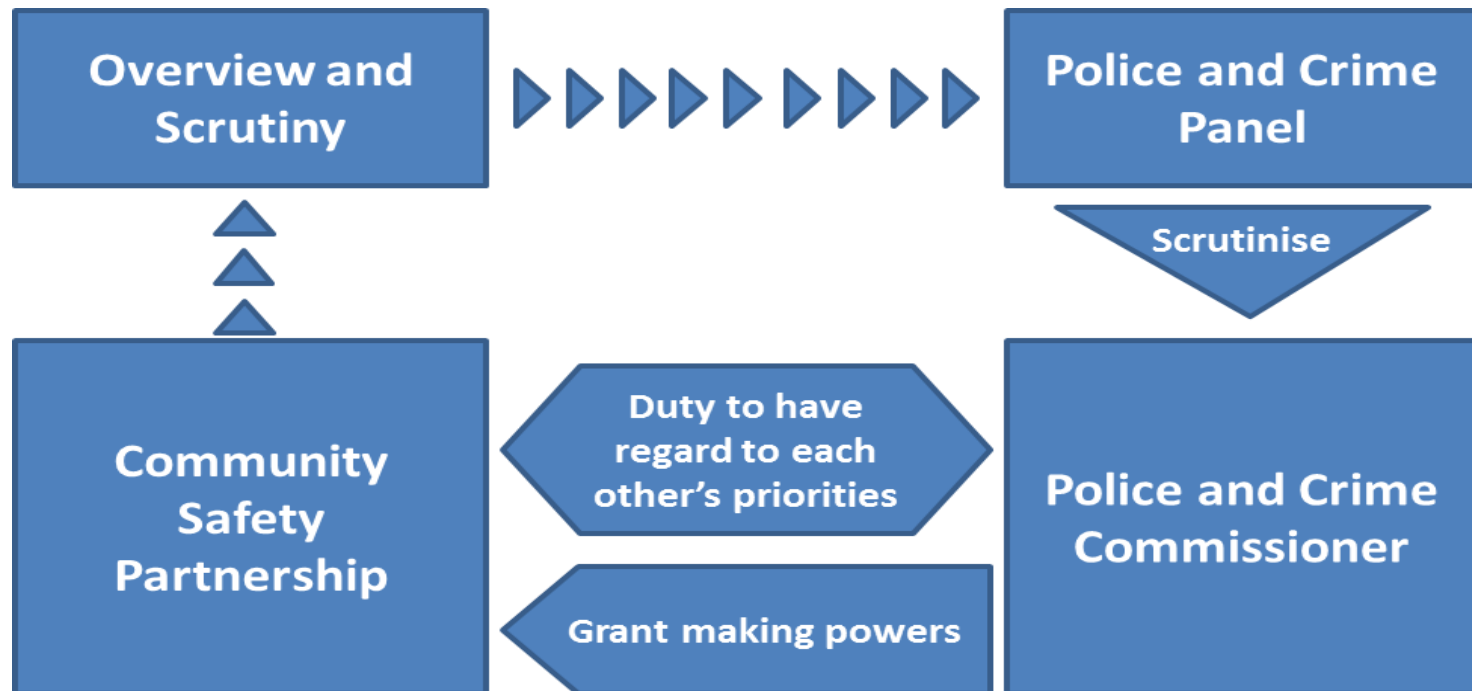 Overview and
Scrutiny
Police and Crime
Panel
Scrutinise
Community
Safety
Partnership
Duty to have
regard to each
other’s priorities
Grant making powers
Police and Crime
Commissioner